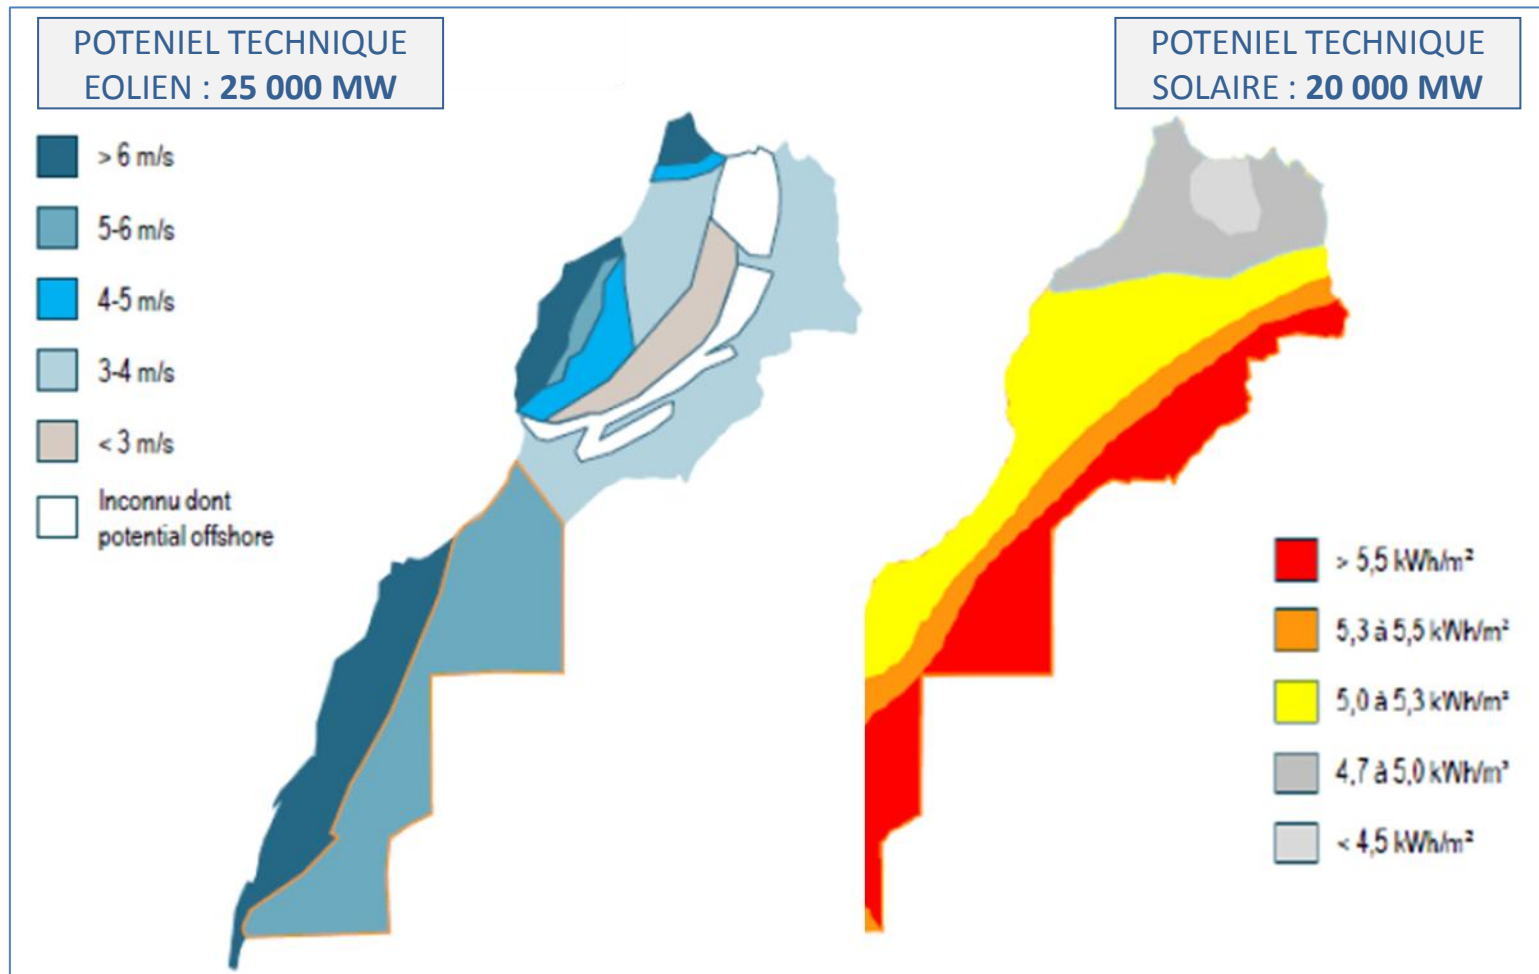 POTENIEL TECHNIQUE
EOLIEN : 25 000 MW
> 6 m/s
5-6 m/s
4-5 m/s
3-4 m/s
< 3 m/s
Inconnu dont
potential offshore
POTENIEL TECHNIQUE
SOLAIRE : 20 000 MW
> 5,5 kWh/m²
5,3 à 5,5 kWh/m²
5,0 à 5,3 kWh/m²
4,7 à 5,0 kWh/m²
< 4,5 kWh/m²